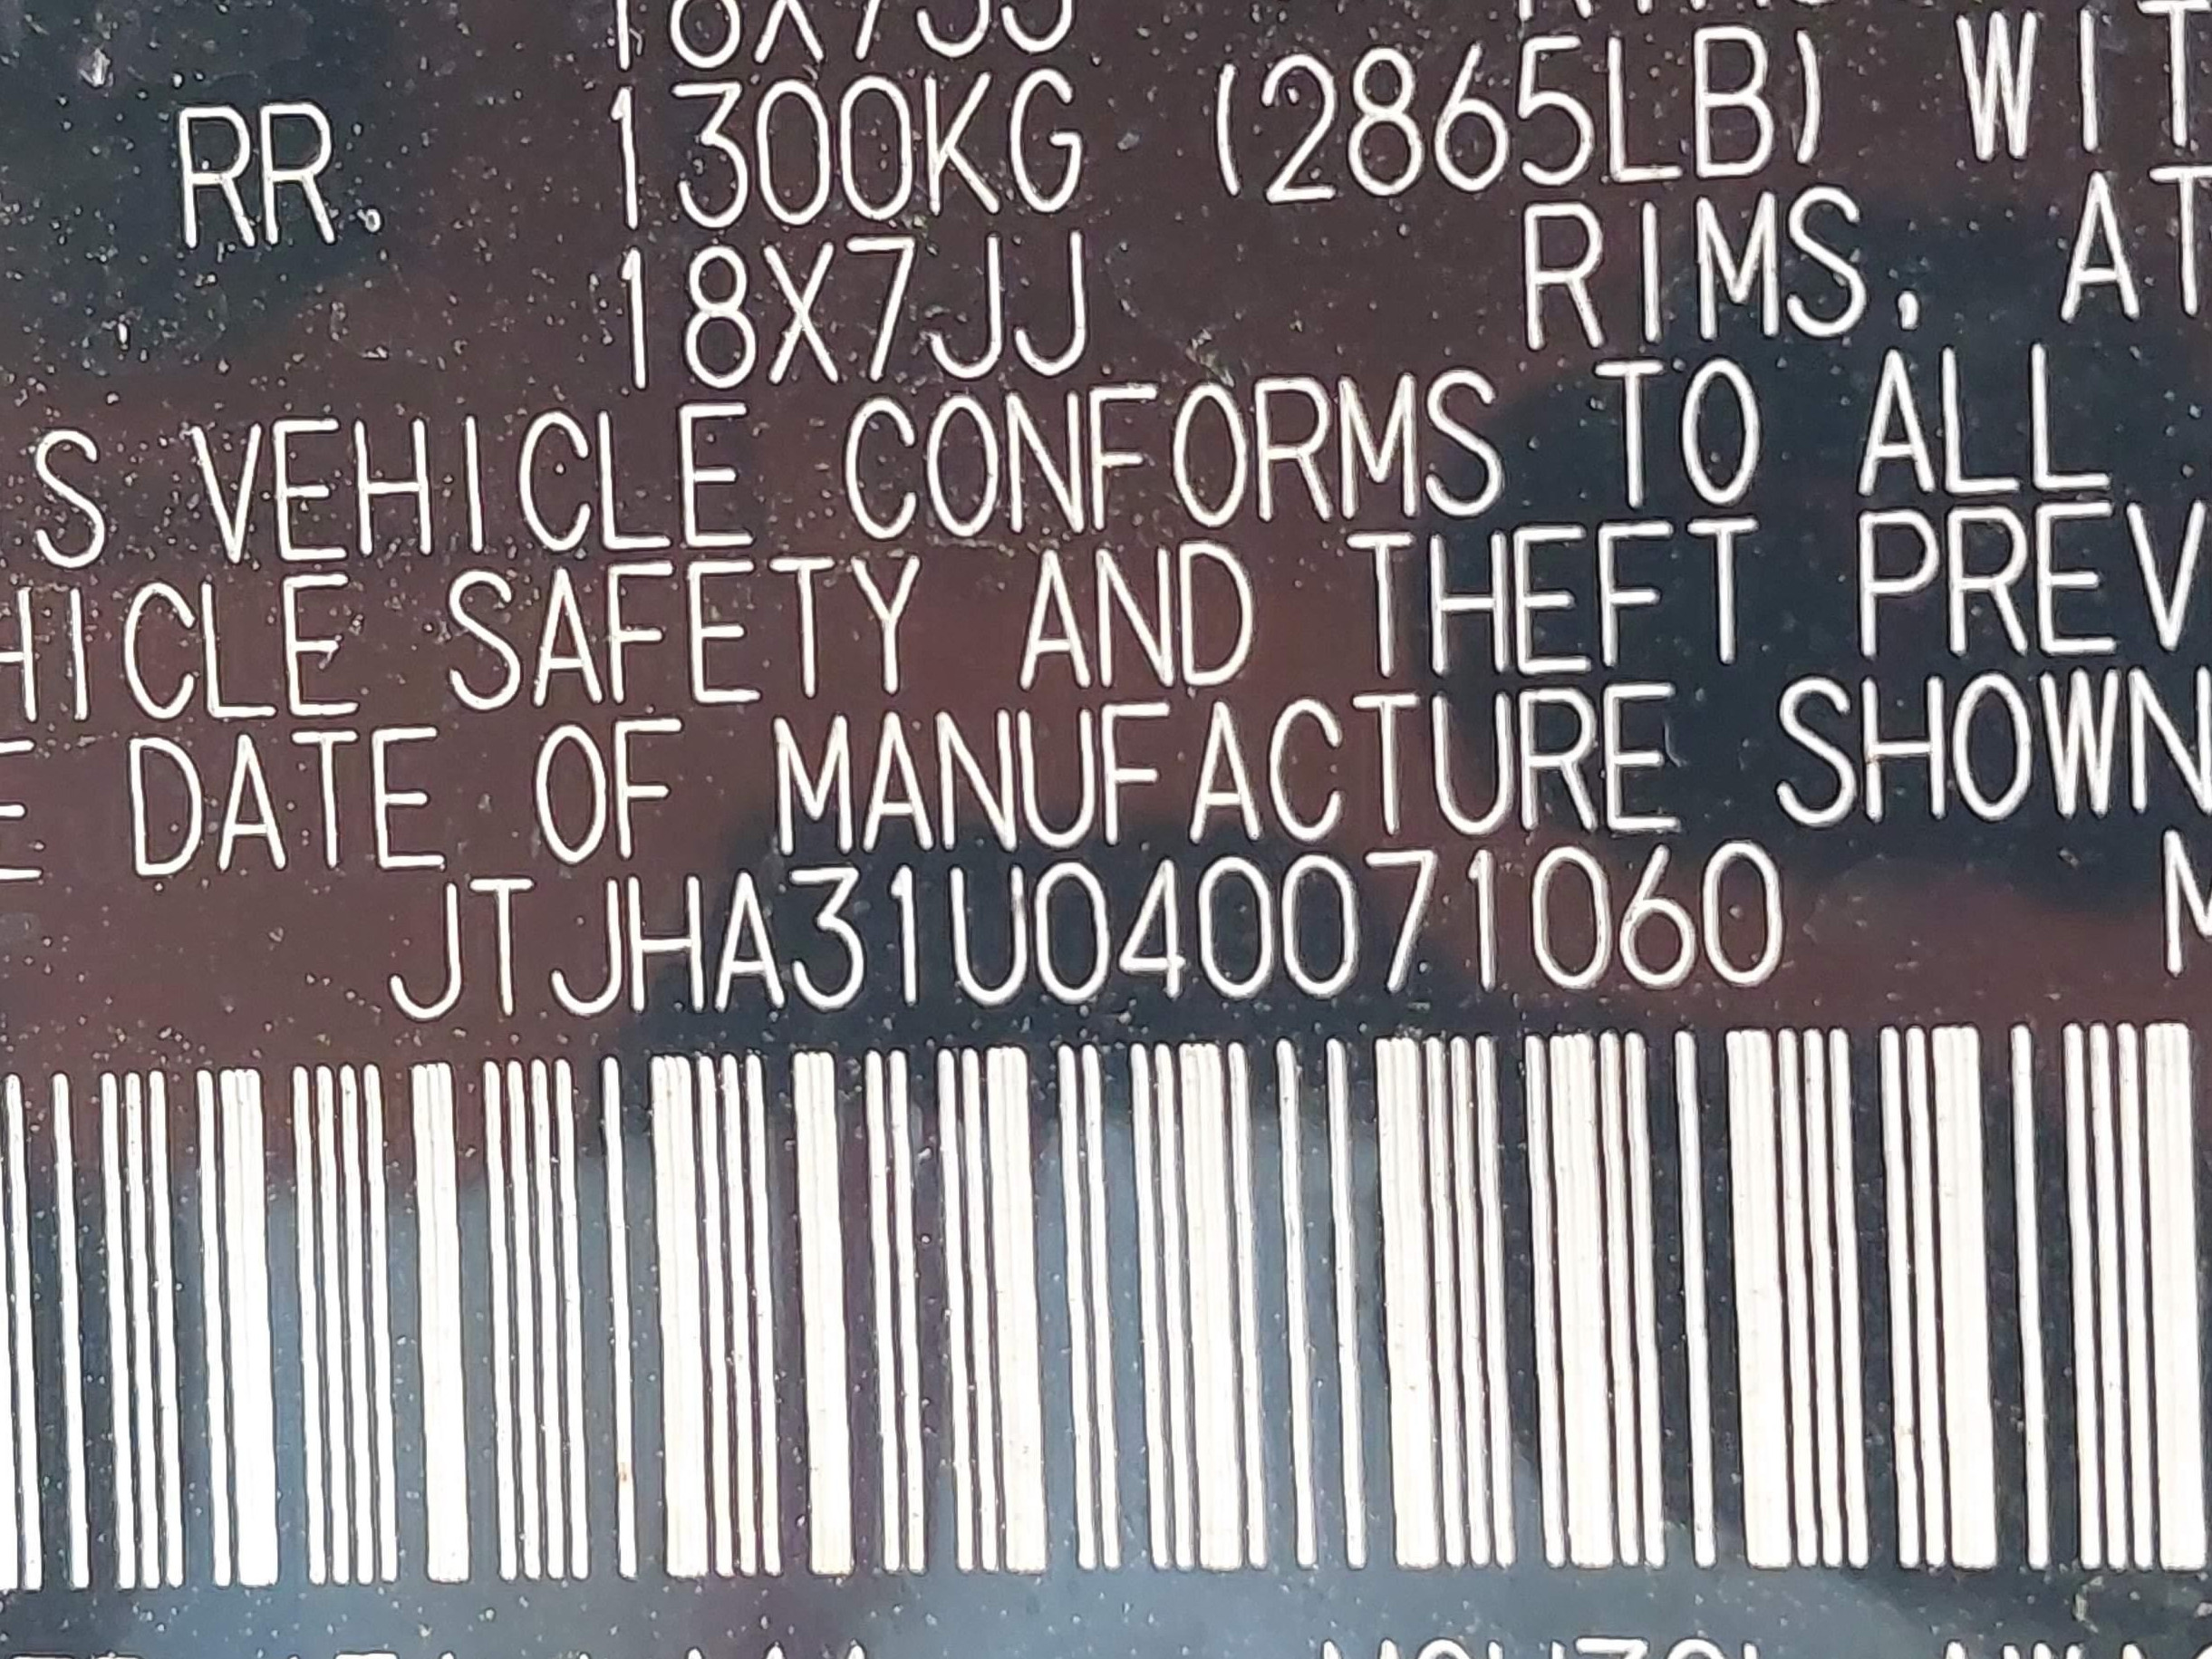 18X7JJ
RR. 1300KG (2865LB) WIT
18X7JJ RIMS, AT
S VEHICLE CONFORMS TO ALL
HICLE SAFETY AND THEFT PREV
E DATE OF MANUFACTURE SHOWN
JTJHA31U040071060 M